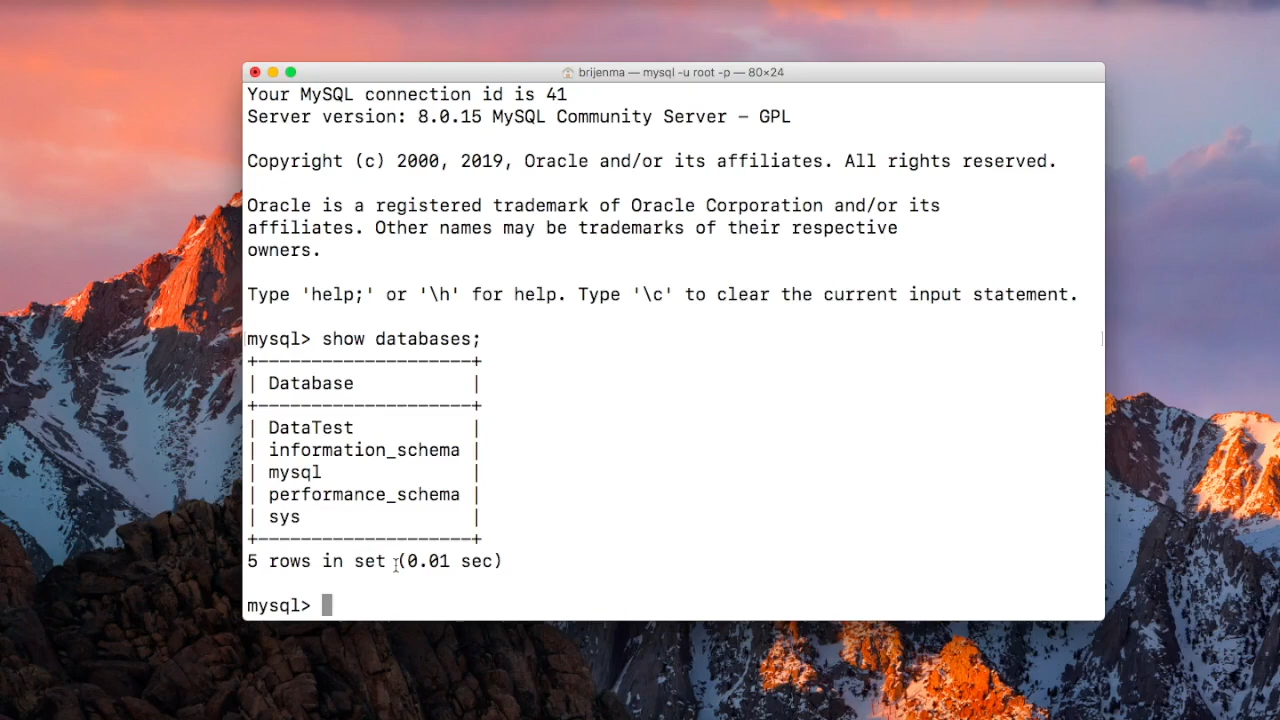 brijenma — mysql -u root -p — 80×24
Your MySQL connection id is 41
Server version: 8.0.15 MySQL Community Server - GPL
Copyright (c) 2000, 2019, Oracle and/or its affiliates. All rights reserved.
Oracle is a registered trademark of Oracle Corporation and/or its
affiliates. Other names may be trademarks of their respective
owners.
Type 'help;' or '\h' for help. Type '\c' to clear the current input statement.
mysql> show databases;
+--------------------+
| Database           |
+--------------------+
| DataTest           |
| information_schema |
| mysql              |
| performance_schema |
| sys                |
+--------------------+
5 rows in set (0.01 sec)
mysql>